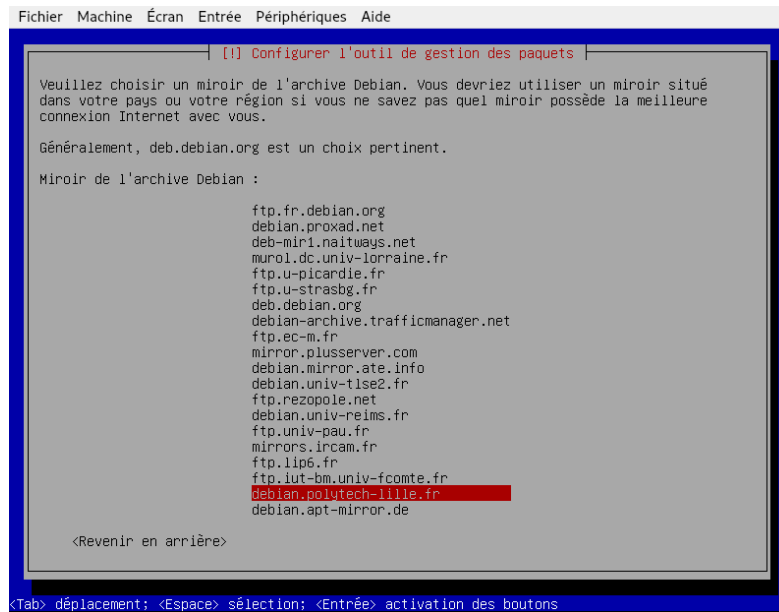 Fichier Machine Écran Entrée Périphériques Aide
[!] Configurer l'outil de gestion des paquets
Veuillez choisir un miroir de l'archive Debian. Vous devriez utiliser un miroir situé
dans votre pays ou votre région si vous ne savez pas quel miroir possède la meilleure
connexion Internet avec vous.
Généralement, deb.debian.org est un choix pertinent.
Miroir de l'archive Debian :
ftp.fr.debian.org
debian.proxad.net
deb-mir1.naitways.net
murol.dc.univ-lorraine.fr
ftp.u-picardie.fr
ftp.u-strasbg.fr
deb.debian.org
debian-archive.trafficmanager.net
ftp.ec-m.fr
mirror.plusserver.com
debian.mirror.ate.info
debian.univ-tlse2.fr
ftp.rezopole.net
debian.univ-reims.fr
ftp.univ-pau.fr
mirrors.ircam.fr
ftp.lip6.fr
ftp.iut-bm.univ-fcomte.fr
debian.polytech-lille.fr
debian.apt-mirror.de
<Revenir en arrière>
<Tab> déplacement; <Espace> sélection; <Entrée> activation des boutons